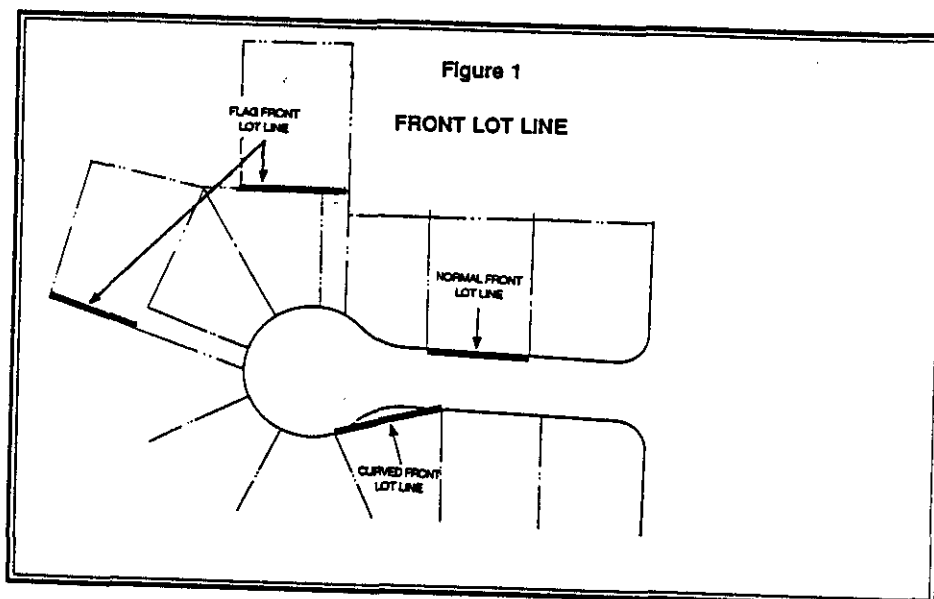 Figure 1
FRONT LOT LINE
FLAG FRONT
LOT LINE
NORMAL FRONT
LOT LINE
CURVED FRONT
LOT LINE